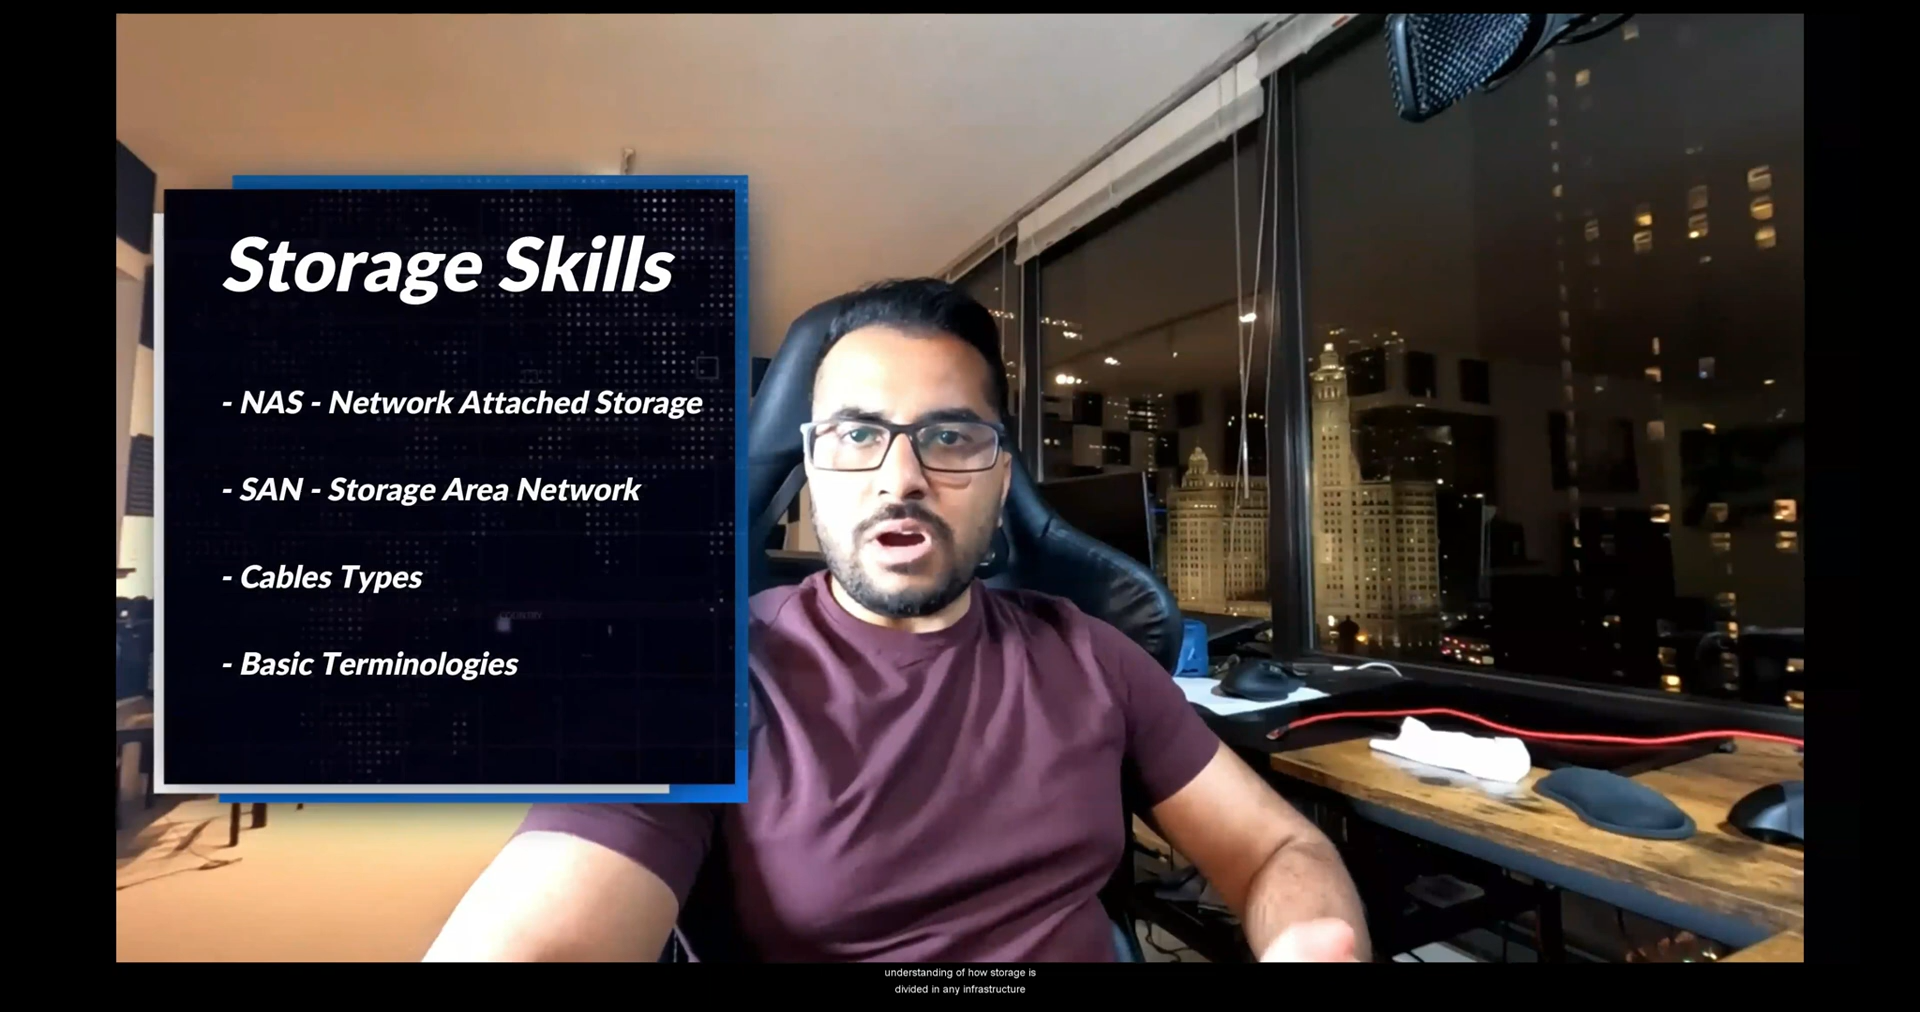 Storage Skills
- NAS - Network Attached Storage
- SAN - Storage Area Network
- Cables Types
- Basic Terminologies
understanding of how storage is
divided in any infrastructure